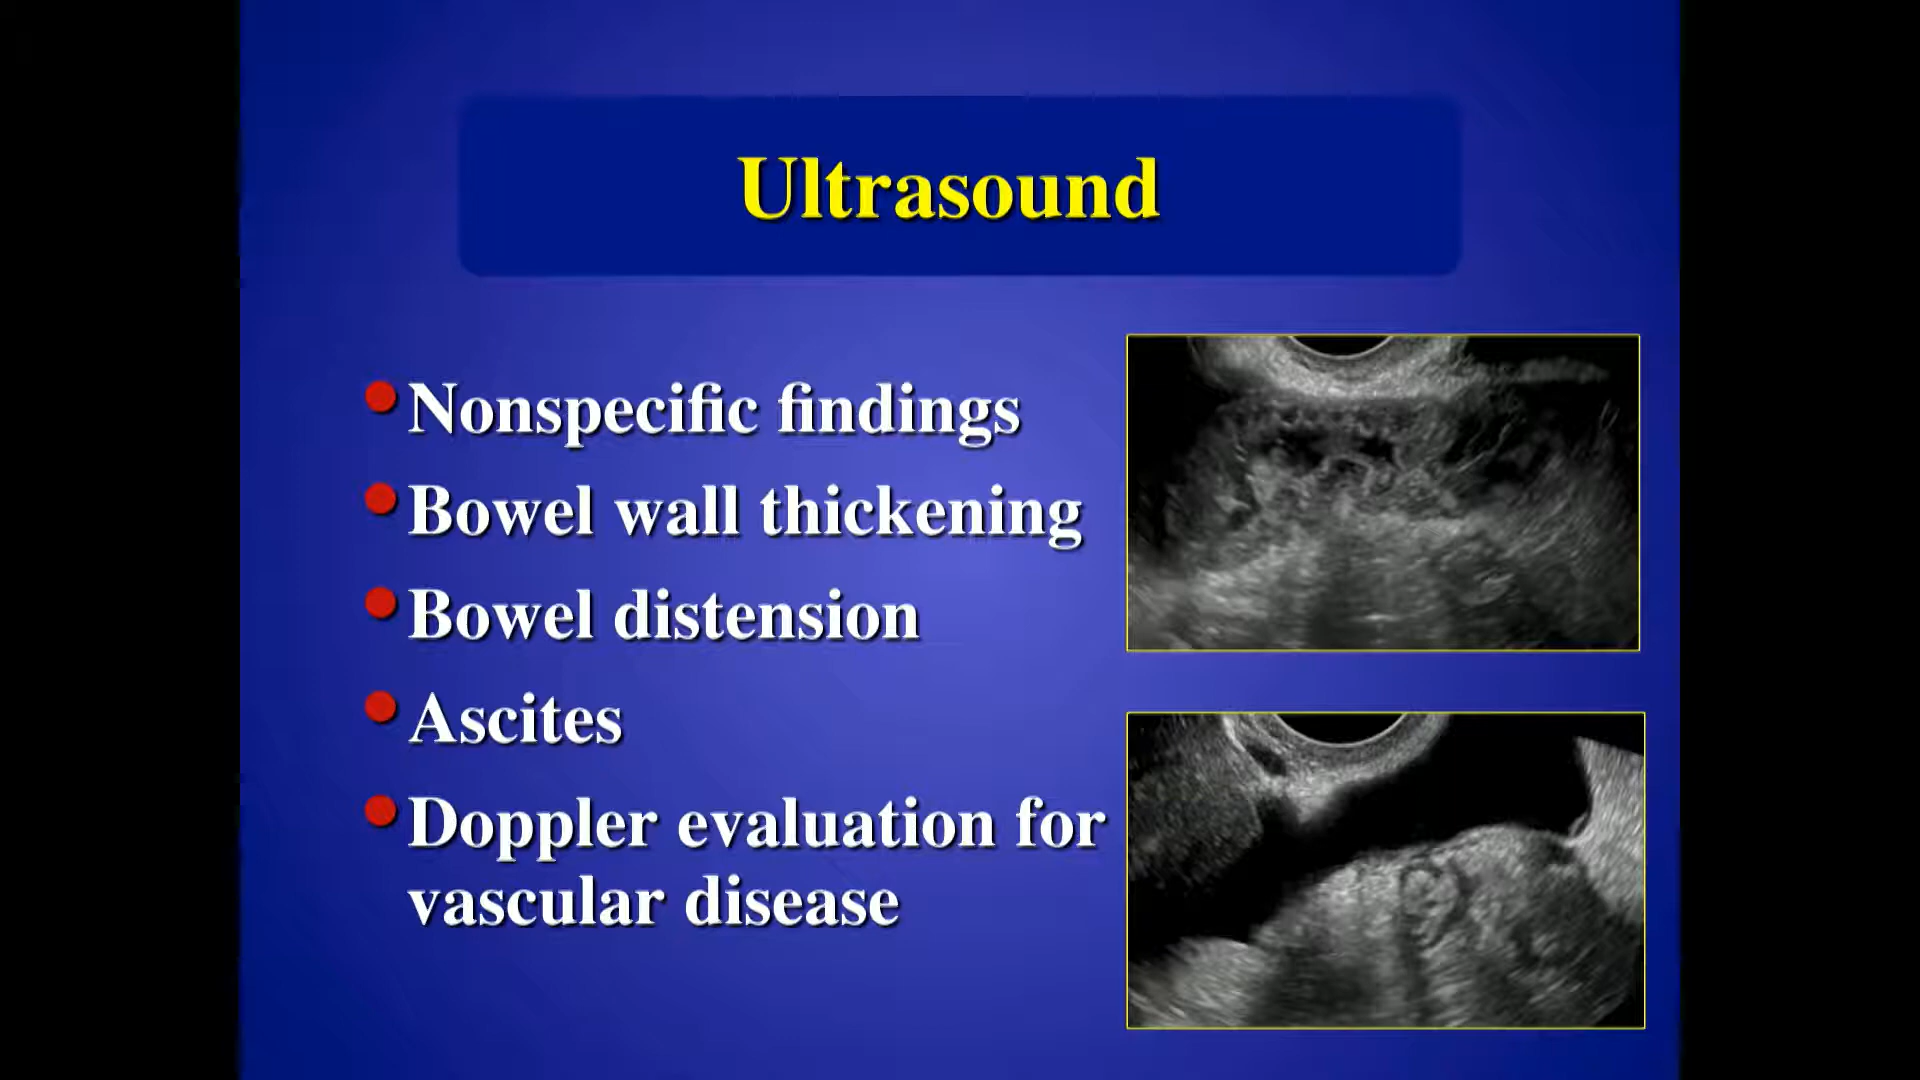 Ultrasound
Nonspecific findings
Bowel wall thickening
Bowel distension
Ascites
Doppler evaluation for
vascular disease